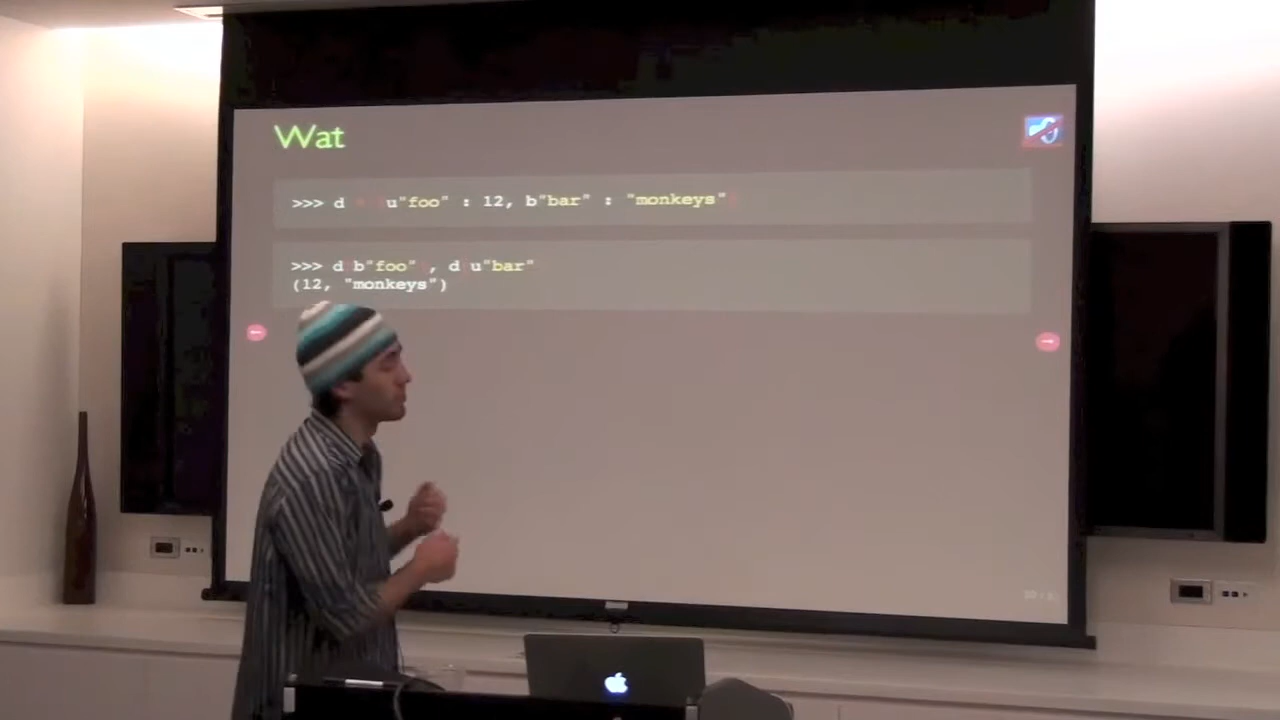 Wat
>>> d u"foo" : 12, b"bar" : "monkeys"
>>> d b"foo" , d u"bar"
(12, "monkeys")